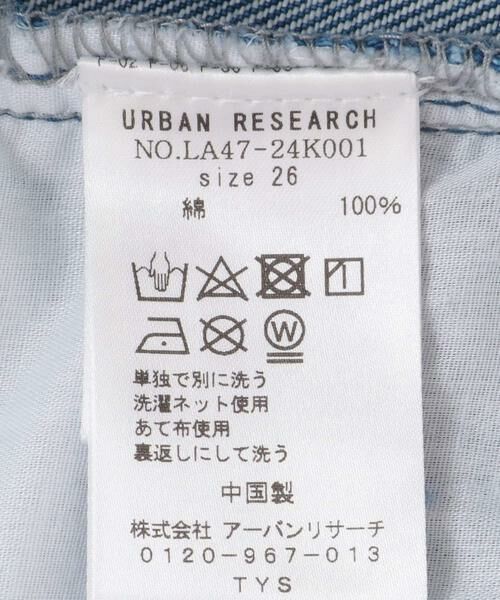 URBAN RESEARCH
NO.LA47-24K001
size 26
綿 100%
W
単独で別に洗う
洗濯ネット使用
あて布使用
裏返しにして洗う
中国製
株式会社 アーバンリサーチ
0120-967-013
TYS